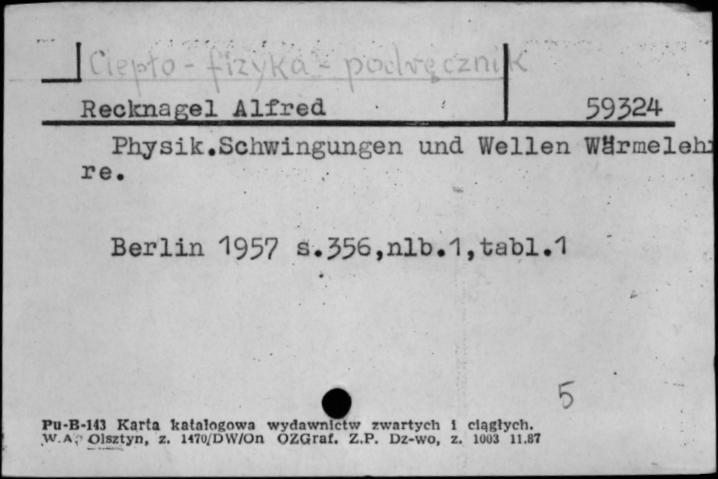 Ciepło - fizyka - podręcznik
Recknagel Alfred 59324
Physik.Schwingungen und Wellen Wärmeleh
re.
Berlin 1957 s.356,nlb.1,tabl.1
5
Pu-B-143 Karta katalogowa wydawnictw zwartych i ciągłych.
W.A. Olsztyn, z. 1470/DW/On OZGraf. Z.P. Dz-wo, z. 1003 11.87